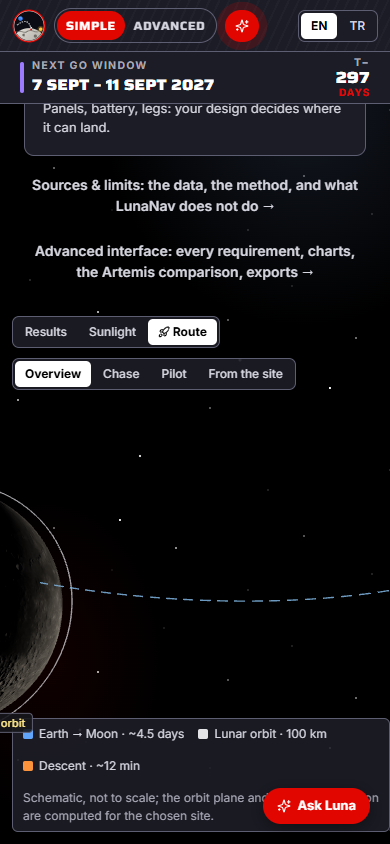 SIMPLE ADVANCED EN TR
NEXT GO WINDOW
7 SEPT – 11 SEPT 2027
T−
297
DAYS
Panels, battery, legs: your design decides where
it can land.
Sources & limits: the data, the method, and what
LunaNav does not do →
Advanced interface: every requirement, charts,
the Artemis comparison, exports →
Results Sunlight Route
Overview Chase Pilot From the site
orbit
Earth → Moon · ~4.5 days Lunar orbit · 100 km
Descent · ~12 min
Schematic, not to scale; the orbit plane and on
are computed for the chosen site.
Ask Luna